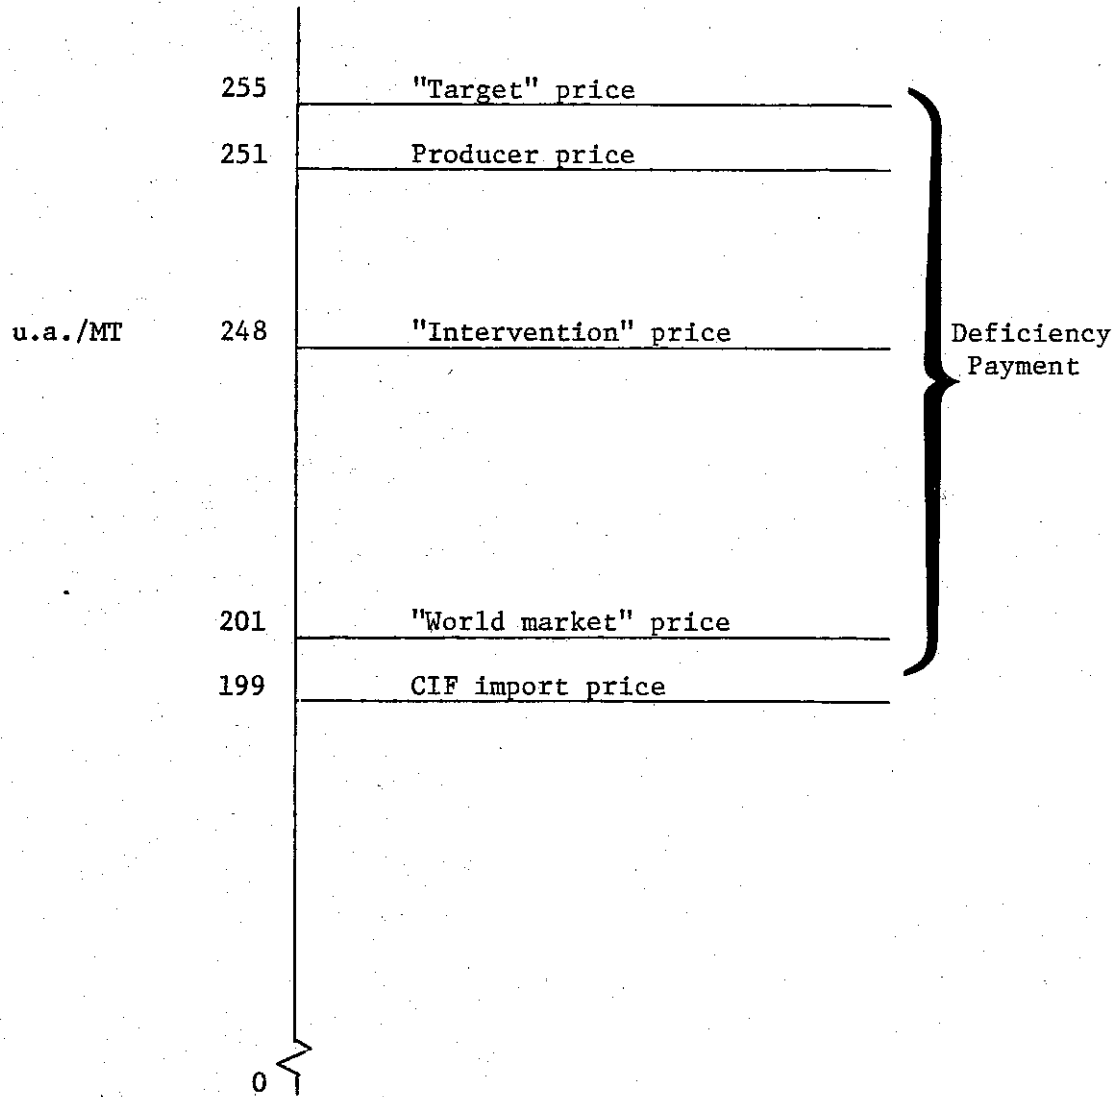 255 "Target" price
251 Producer price
u.a./MT 248 "Intervention" price Deficiency
Payment
201 "World market" price
199 CIF import price
0